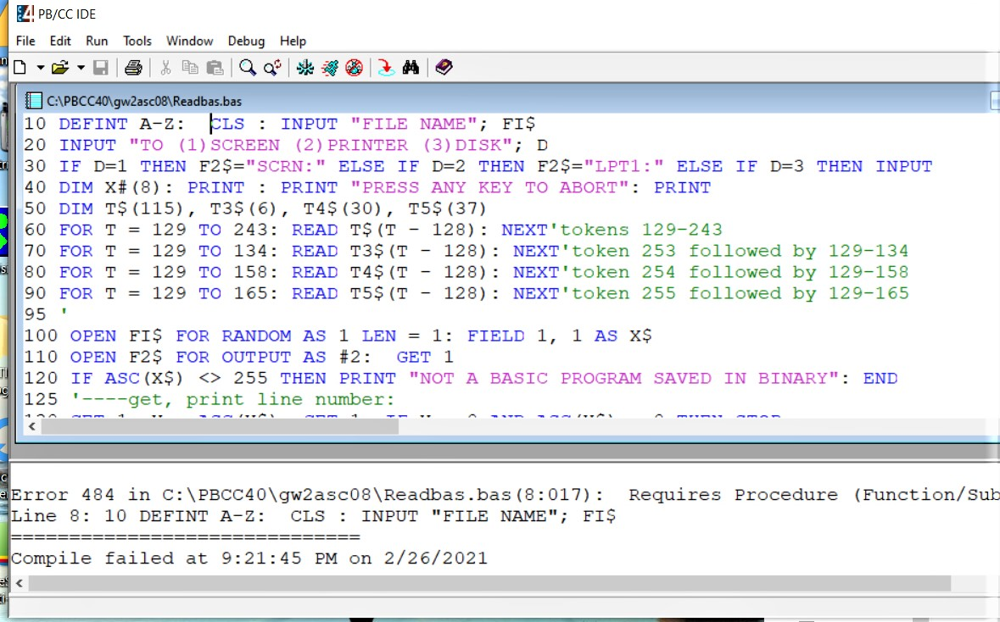 PB/CC IDE
File Edit Run Tools Window Debug Help
C:\PBCC40\gw2asc08\Readbas.bas
10 DEFINT A-Z:  CLS : INPUT "FILE NAME"; FI$
20 INPUT "TO (1)SCREEN (2)PRINTER (3)DISK"; D
30 IF D=1 THEN F2$="SCRN:" ELSE IF D=2 THEN F2$="LPT1:" ELSE IF D=3 THEN INPUT
40 DIM X#(8): PRINT : PRINT "PRESS ANY KEY TO ABORT": PRINT
50 DIM T$(115), T3$(6), T4$(30), T5$(37)
60 FOR T = 129 TO 243: READ T$(T - 128): NEXT'tokens 129-243
70 FOR T = 129 TO 134: READ T3$(T - 128): NEXT'token 253 followed by 129-134
80 FOR T = 129 TO 158: READ T4$(T - 128): NEXT'token 254 followed by 129-158
90 FOR T = 129 TO 165: READ T5$(T - 128): NEXT'token 255 followed by 129-165
95 '
100 OPEN FI$ FOR RANDOM AS 1 LEN = 1: FIELD 1, 1 AS X$
110 OPEN F2$ FOR OUTPUT AS #2:  GET 1
120 IF ASC(X$) <> 255 THEN PRINT "NOT A BASIC PROGRAM SAVED IN BINARY": END
125 '----get, print line number:
Error 484 in C:\PBCC40\gw2asc08\Readbas.bas(8:017):  Requires Procedure (Function/Sub
Line 8: 10 DEFINT A-Z:  CLS : INPUT "FILE NAME"; FI$
==============================
Compile failed at 9:21:45 PM on 2/26/2021